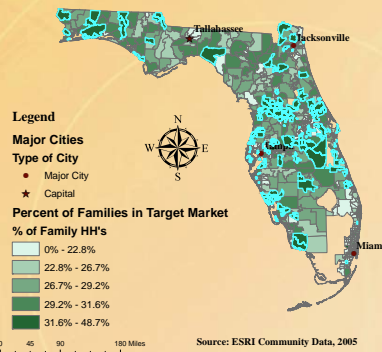 Tallahassee
Jacksonville
Legend
Major Cities
Type of City
Major City
Capital
N
W E
S
Percent of Families in Target Market
% of Family HH's
0% - 22.8%
22.8% - 26.7%
26.7% - 29.2%
29.2% - 31.6%
31.6% - 48.7%
Miam
0 45 90 180 Miles
Source: ESRI Community Data, 2005